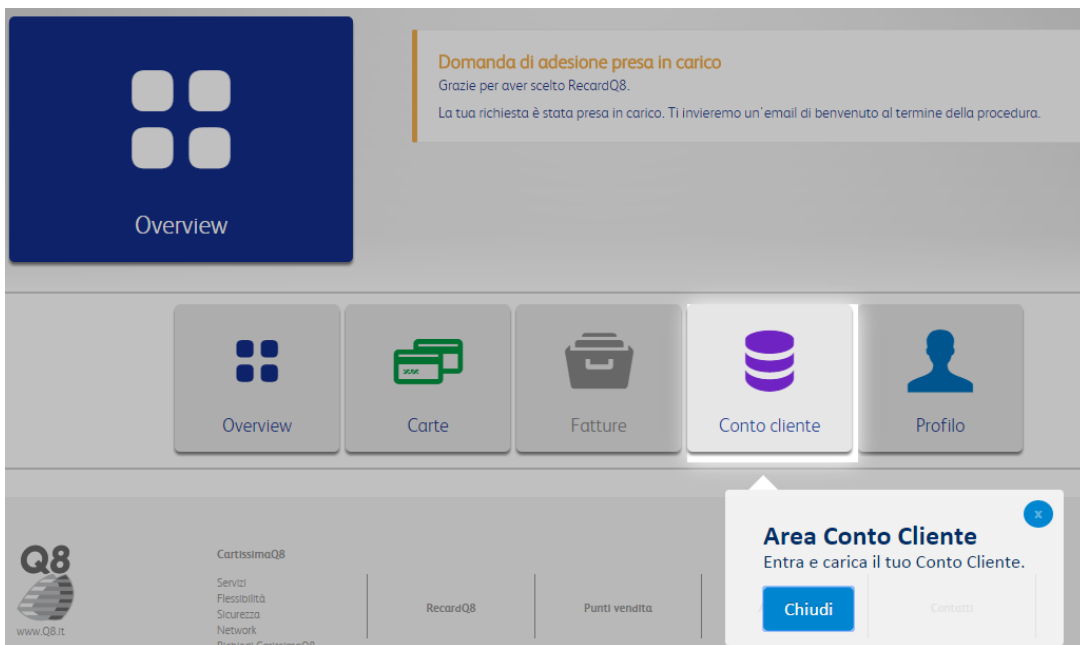 Domanda di adesione presa in carico
Grazie per aver scelto RecardQ8.
La tua richiesta è stata presa in carico. Ti invieremo un'email di benvenuto al termine della procedura.
Overview
Overview
Carte
Fatture
Conto cliente
Profilo
x
Area Conto Cliente
Entra e carica il tuo Conto Cliente.
Chiudi
Q8
www.Q8.it
CartissimaQ8
Servizi
Flessibilità
Sicurezza
Network
RecardQ8
Punti vendita
Contatti